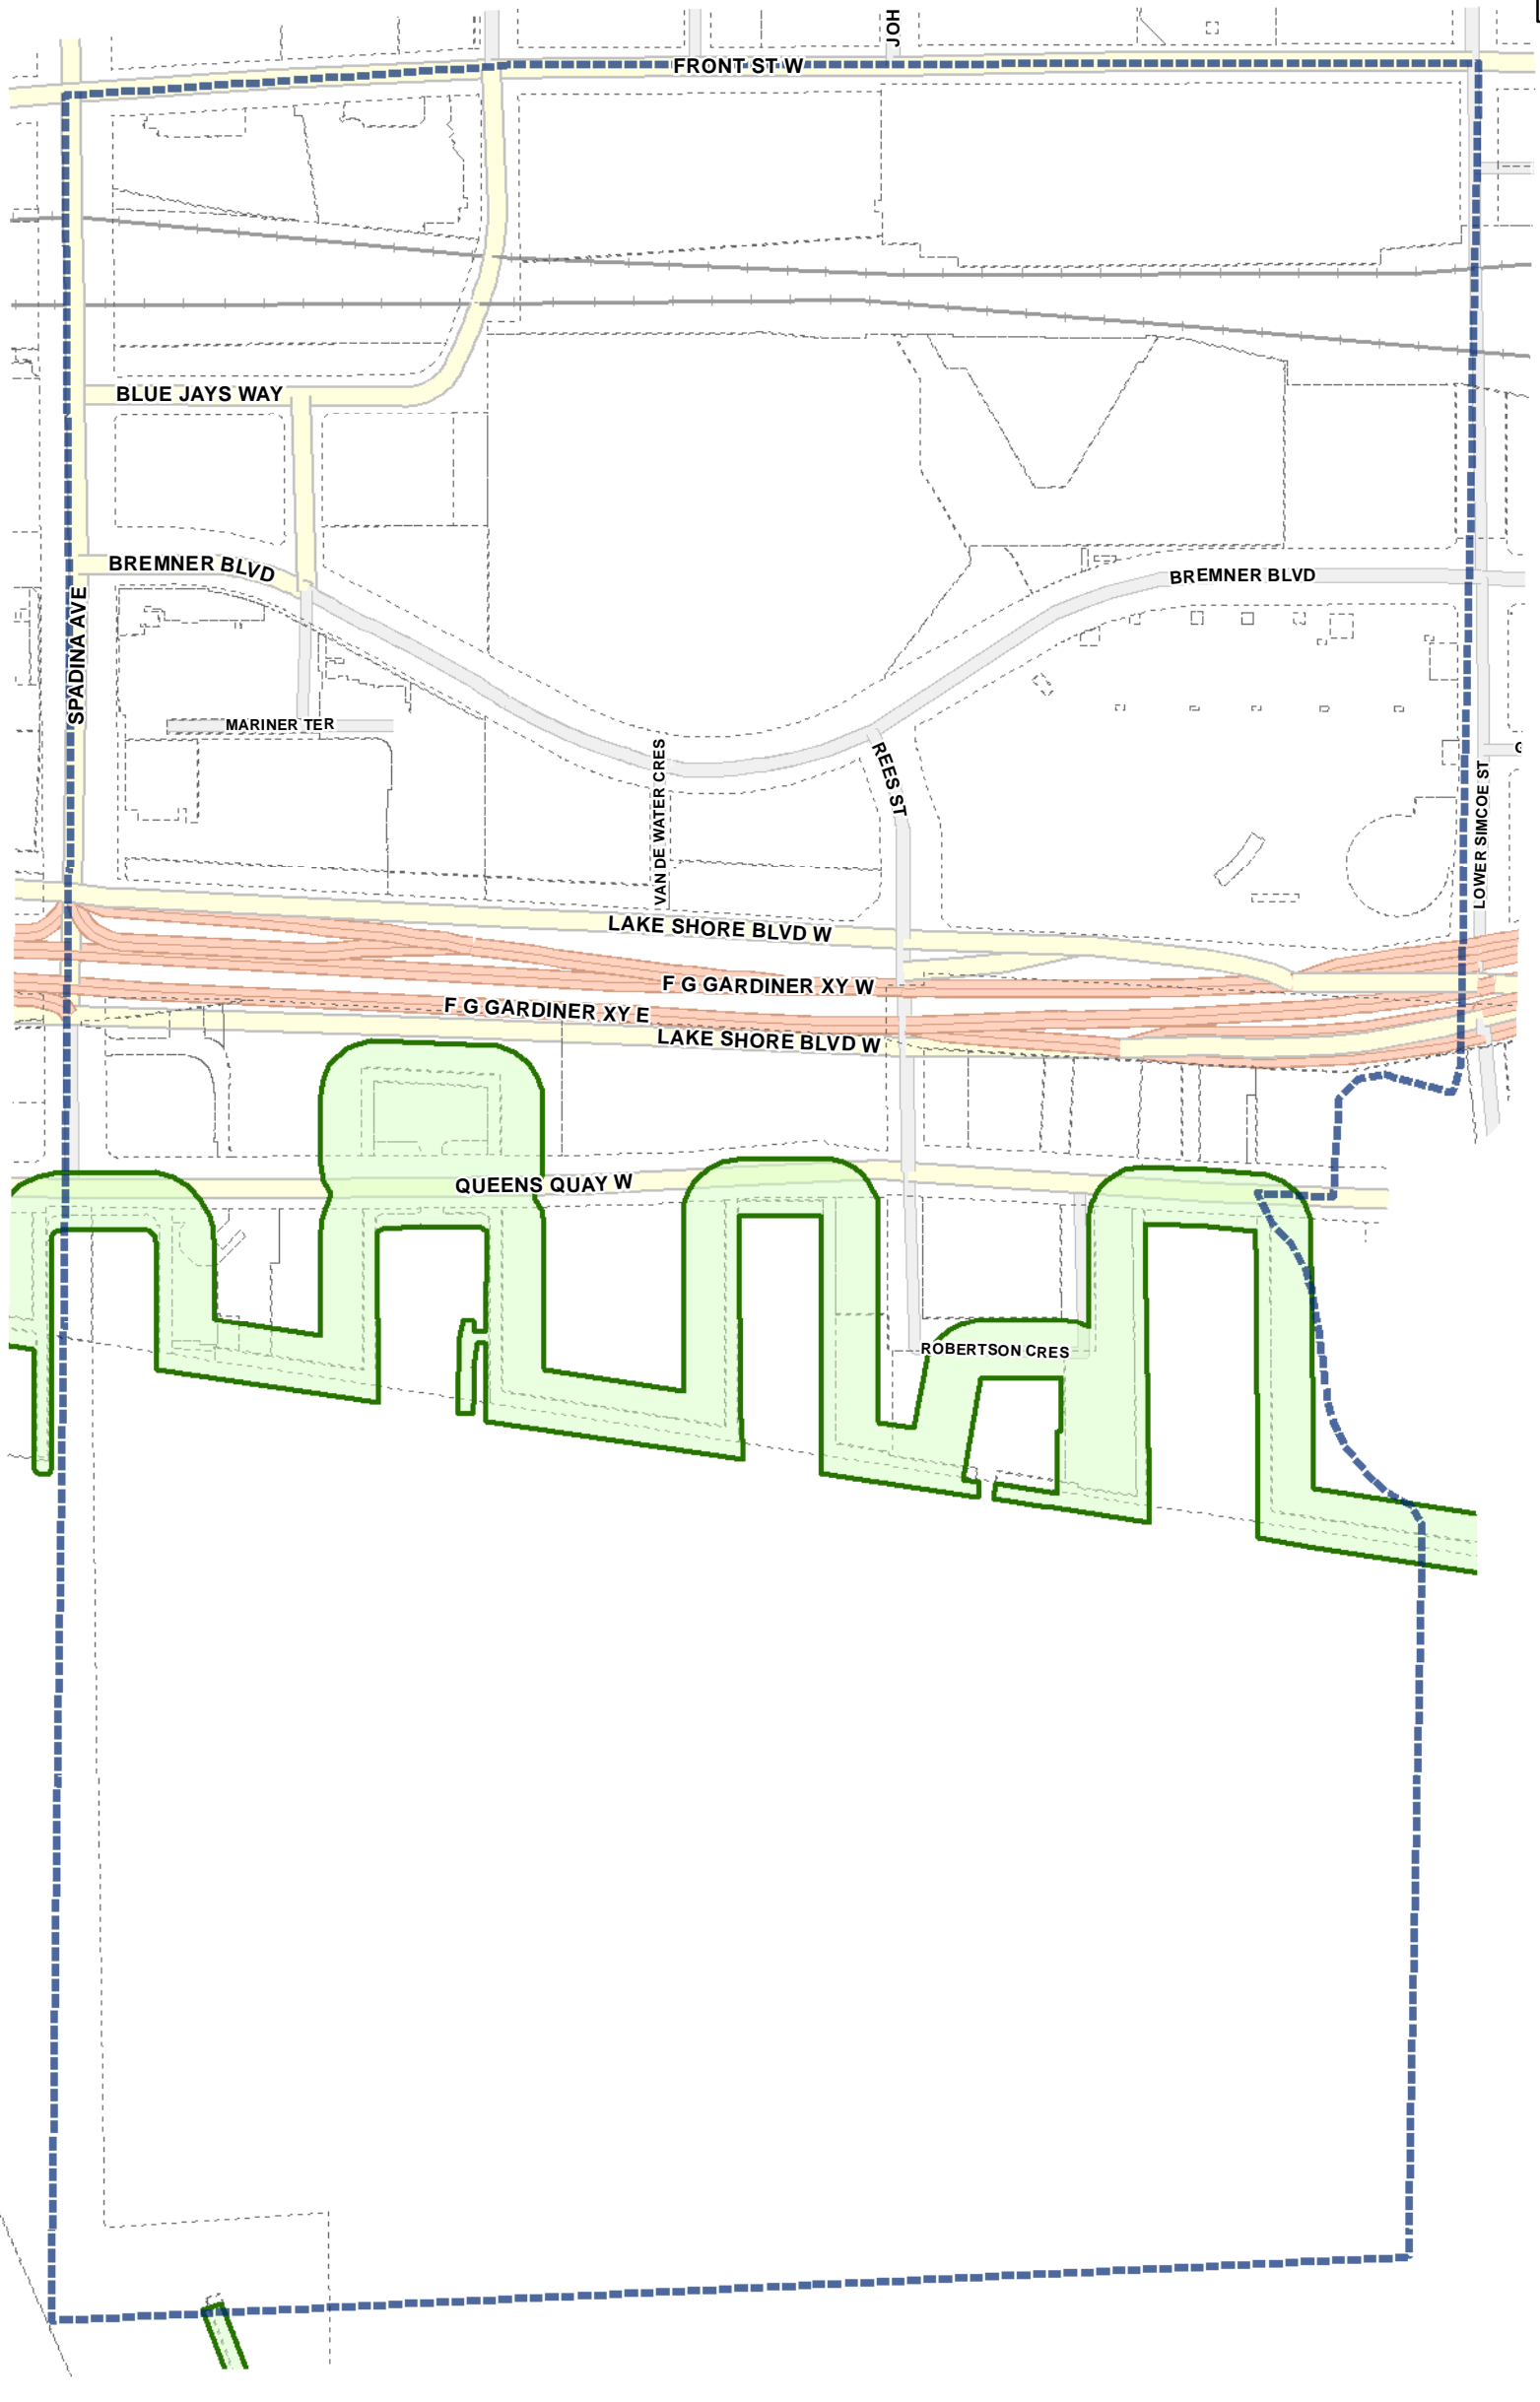 JOH
FRONT ST W
BLUE JAYS WAY
BREMNER BLVD
BREMNER BLVD
SPADINA AVE
MARINER TER
VAN DE WATER CRES
REES ST
LOWER SIMCOE ST
LAKE SHORE BLVD W
F G GARDINER XY W
F G GARDINER XY E
LAKE SHORE BLVD W
QUEENS QUAY W
ROBERTSON CRES